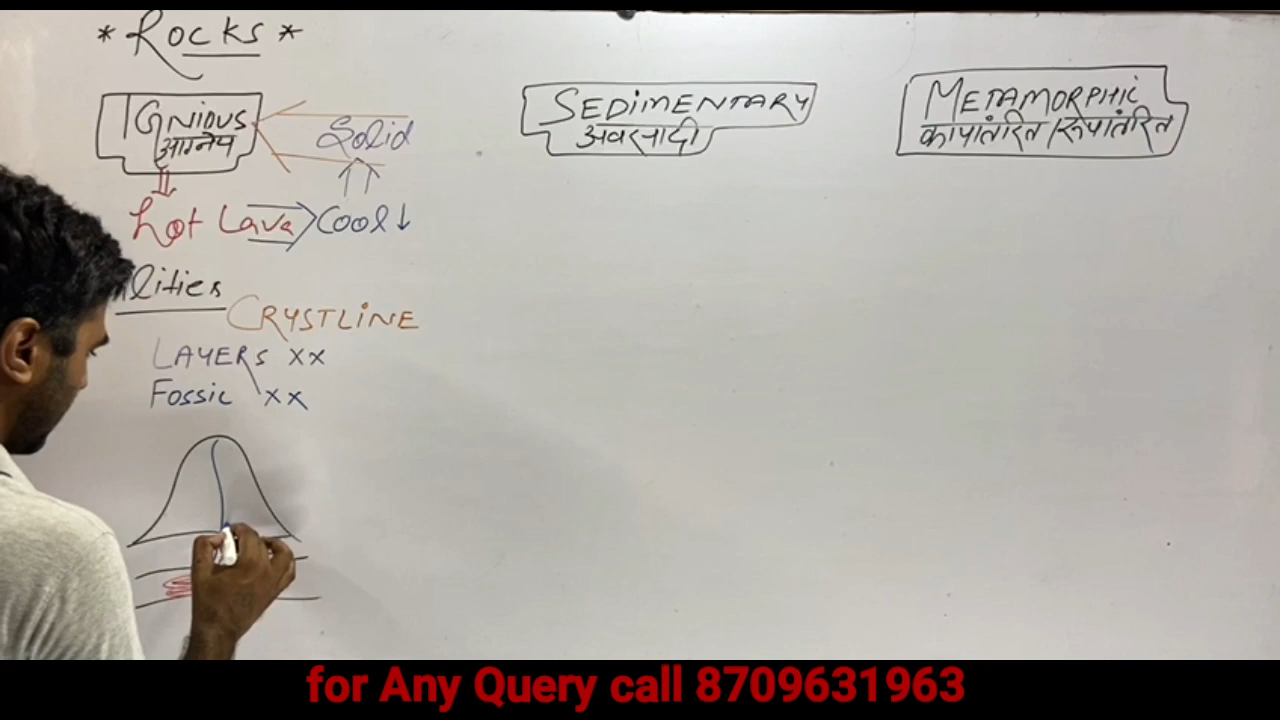 * Rocks *
IGNIOUS
आग्नेय
Solid
hot Lava Cool ↓
lities
CRYSTLINE
LAYERS xx
Fossic xx
SEDIMENTARY
अवसादी
METAMORPHIC
कायांतरित / रूपांतरित
for Any Query call 8709631963